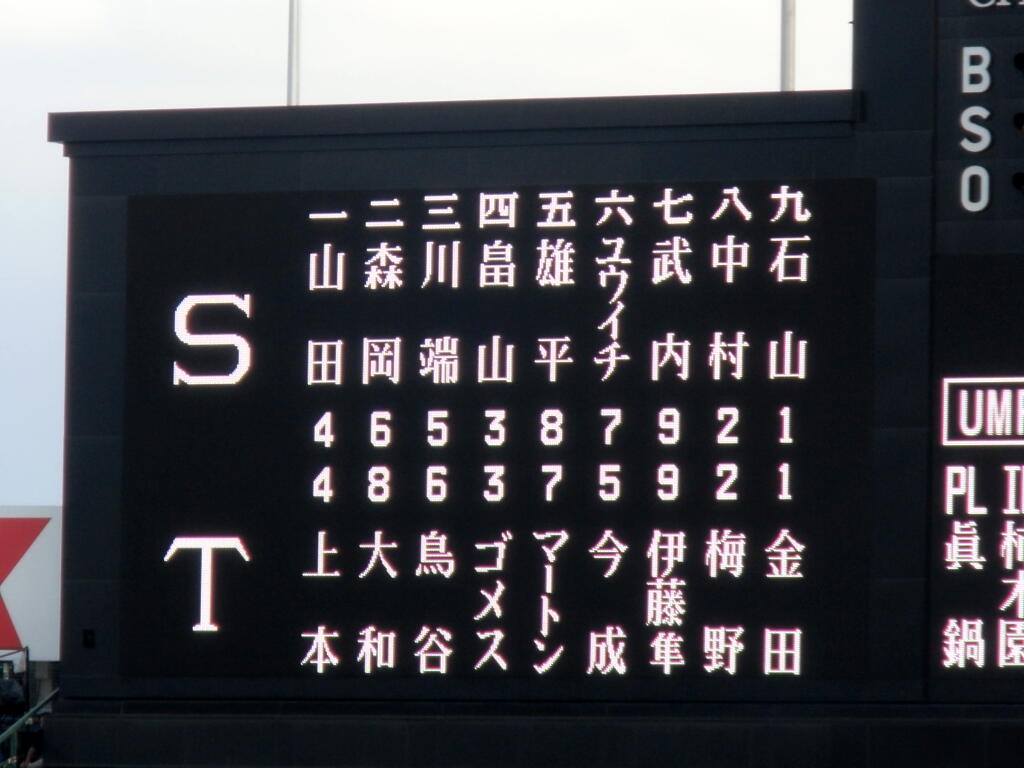 一 二 三 四 五 六 七 八 九
S
山田 森岡 川端 畠山 雄平 ユウイチ 武内 中村 石山
4 6 5 3 8 7 9 2 1
4 8 6 3 7 5 9 2 1
T
上本 大和 鳥谷 ゴメス マートン 今成 伊藤隼 梅野 金田
B
S
O
UM
PL
眞鍋